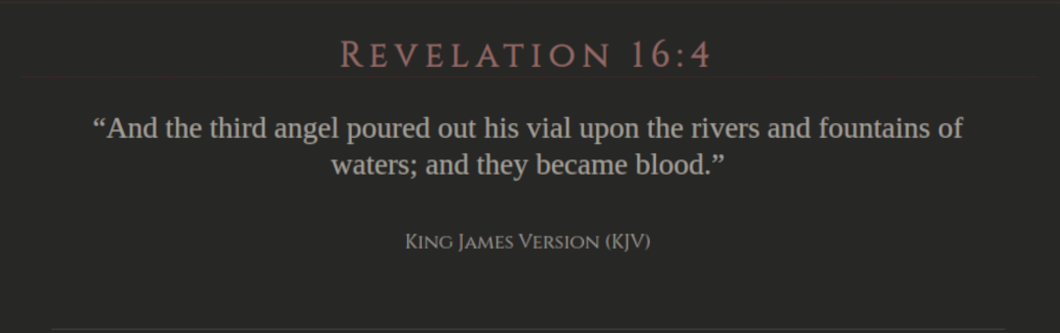 Revelation 16:4
“And the third angel poured out his vial upon the rivers and fountains of
waters; and they became blood.”
King James Version (KJV)